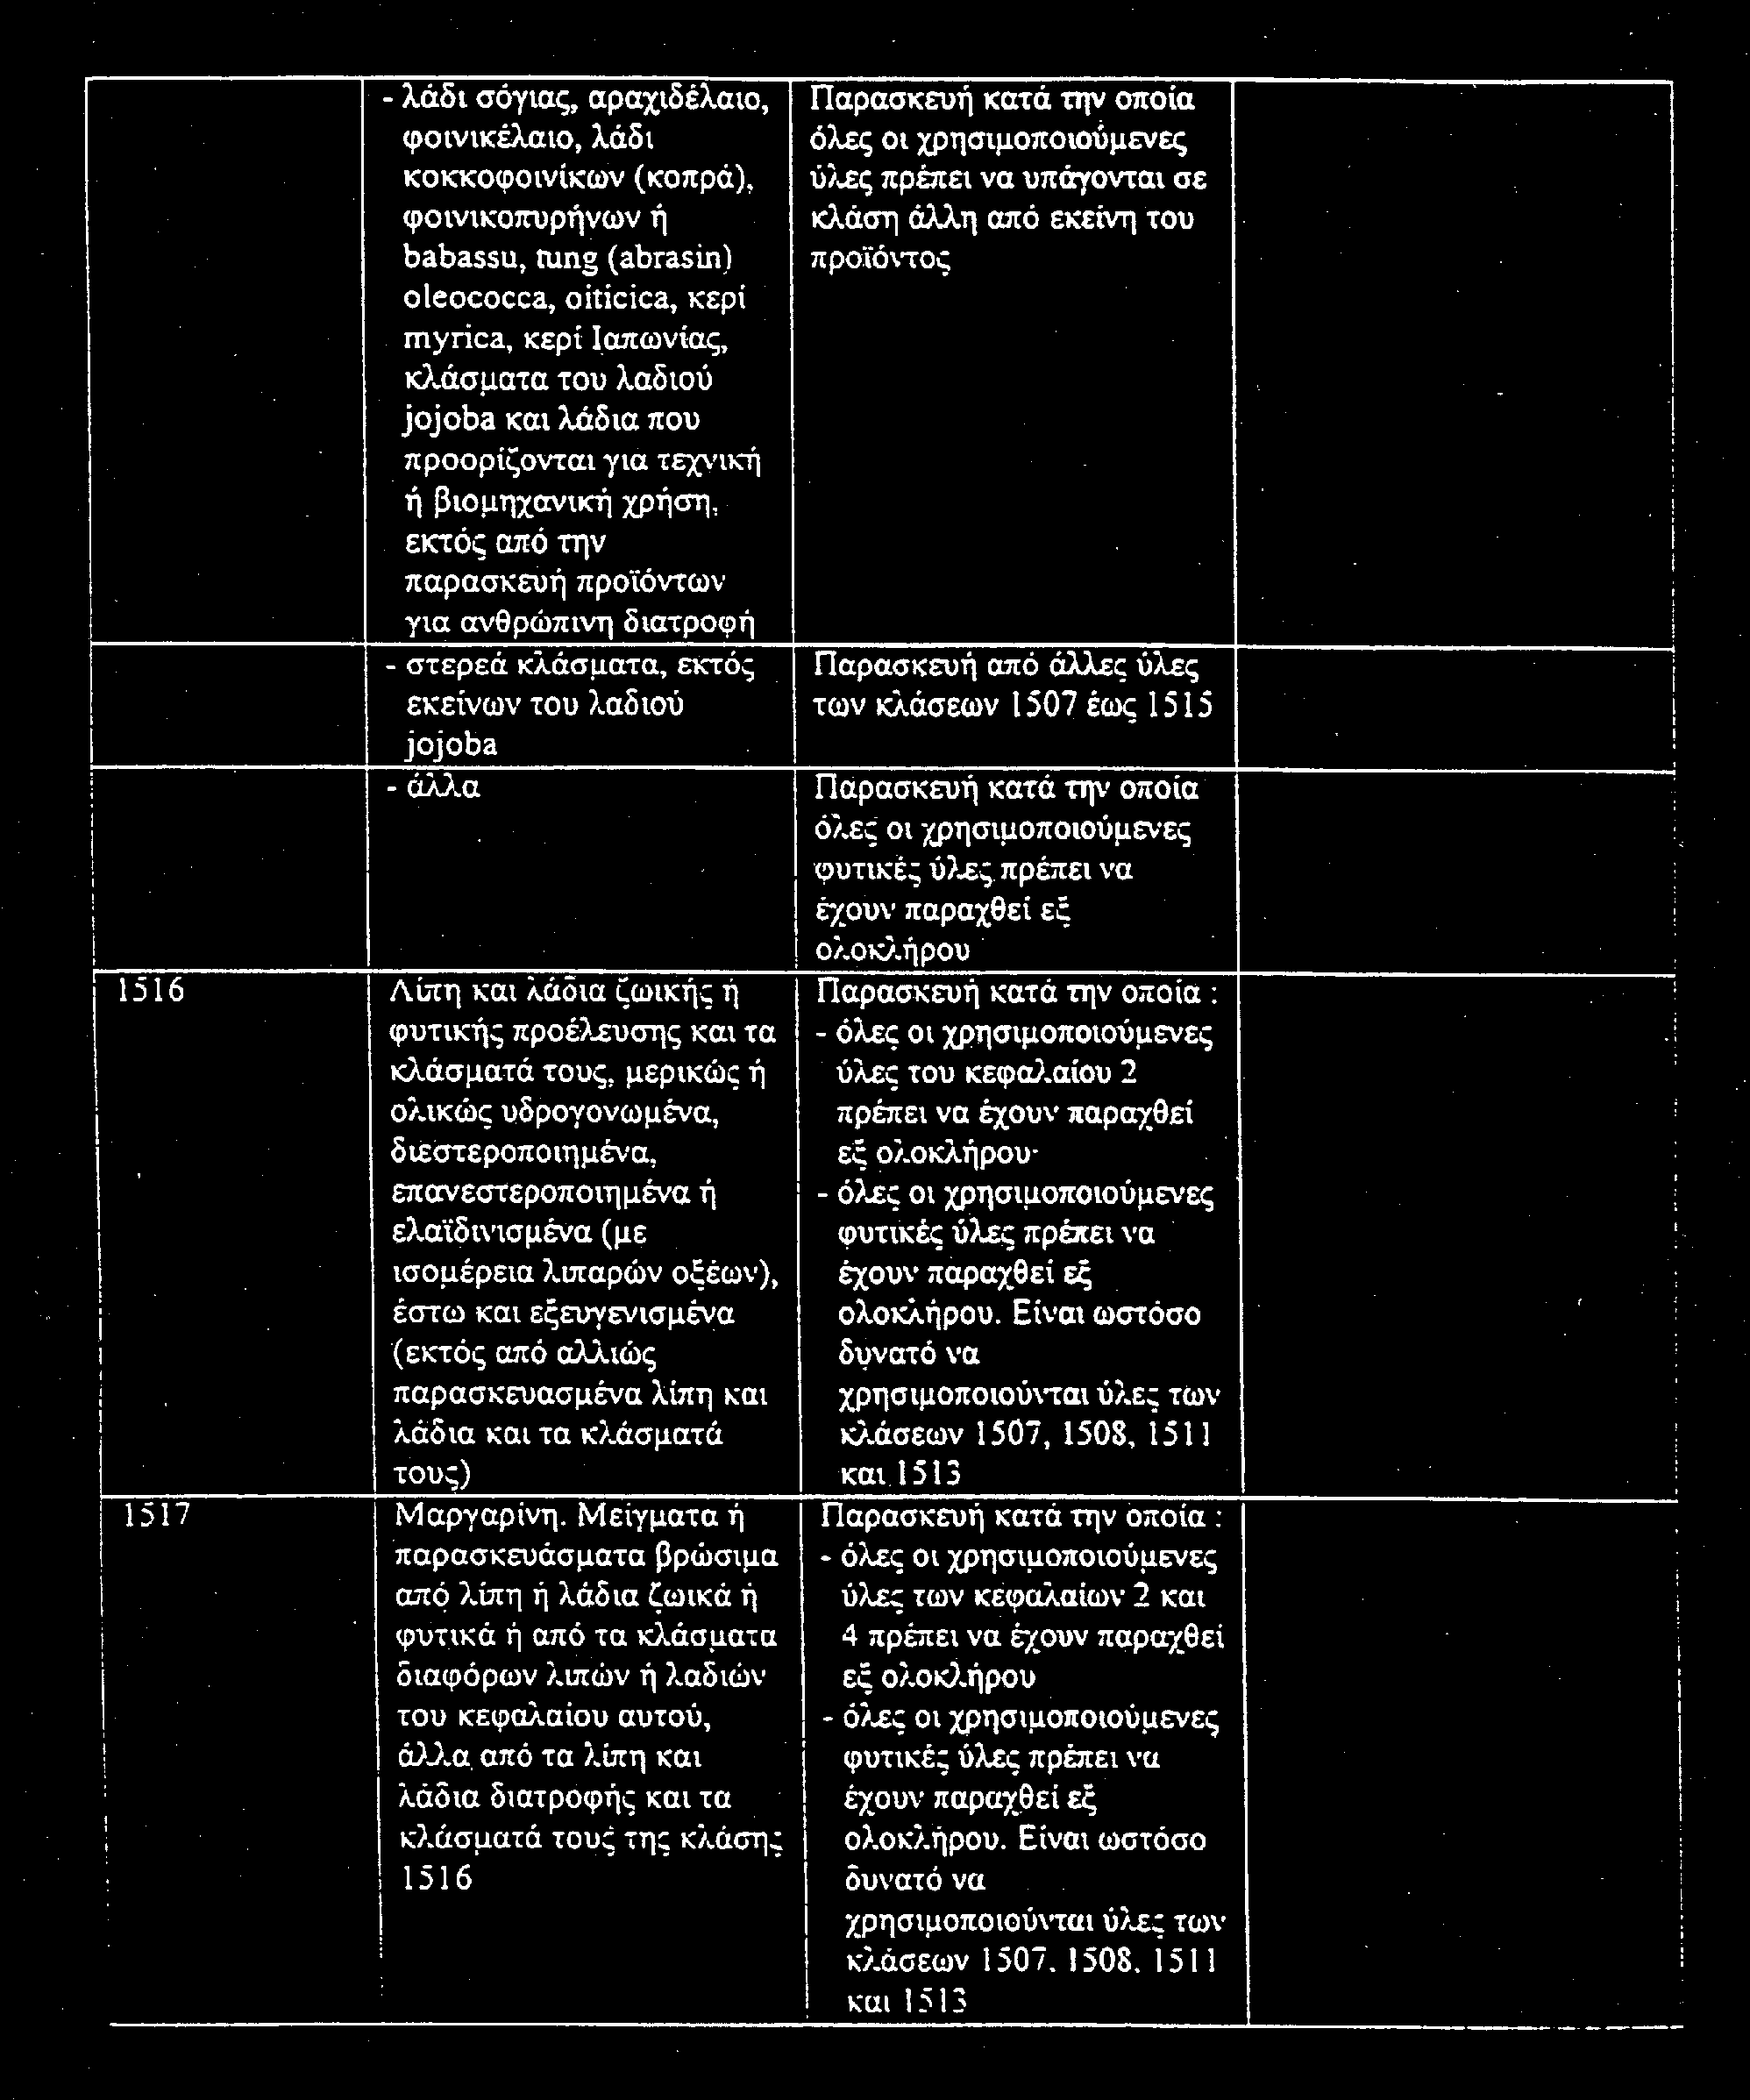 - λάδι σόγιας, αραχιδέλαιο,
φοινικέλαιο, λάδι
κοκκοφοινίκων (κοπρά),
φοινικοπυρήνων ή
babassu, tung (abrasin)
oleococca, oiticica, κερί
myrica, κερί Ιαπωνίας,
κλάσματα του λαδιού
jojoba και λάδια που
προορίζονται για τεχνική
ή βιομηχανική χρήση,
εκτός από την
παρασκευή προϊόντων
για ανθρώπινη διατροφή
Παρασκευή κατά την οποία
όλες οι χρησιμοποιούμενες
ύλες πρέπει να υπάγονται σε
κλάση άλλη από εκείνη του
προϊόντος
- στερεά κλάσματα, εκτός
εκείνων του λαδιού
jojoba
Παρασκευή από άλλες ύλες
των κλάσεων 1507 έως 1515
- άλλα
Παρασκευή κατά την οποία
όλες οι χρησιμοποιούμενες
φυτικές ύλες πρέπει να
έχουν παραχθεί εξ
ολοκλήρου
1516
Λίπη και λάδια ζωικής ή
φυτικής προέλευσης και τα
κλάσματά τους, μερικώς ή
ολικώς υδρογονωμένα,
διεστεροποιημένα,
επανεστεροποιημένα ή
ελαϊδινισμένα (με
ισομέρεια λιπαρών οξέων),
έστω και εξευγενισμένα
(εκτός από αλλιώς
παρασκευασμένα λίπη και
λάδια και τα κλάσματά
τους)
Παρασκευή κατά την οποία :
- όλες οι χρησιμοποιούμενες
ύλες του κεφαλαίου 2
πρέπει να έχουν παραχθεί
εξ ολοκλήρου·
- όλες οι χρησιμοποιούμενες
φυτικές ύλες πρέπει να
έχουν παραχθεί εξ
ολοκλήρου. Είναι ωστόσο
δυνατό να
χρησιμοποιούνται ύλες των
κλάσεων 1507, 1508, 1511
και 1513
1517
Μαργαρίνη. Μείγματα ή
παρασκευάσματα βρώσιμα
από λίπη ή λάδια ζωικά ή
φυτικά ή από τα κλάσματα
διαφόρων λιπών ή λαδιών
του κεφαλαίου αυτού,
άλλα από τα λίπη και
λάδια διατροφής και τα
κλάσματά τους της κλάσης
1516
Παρασκευή κατά την οποία :
- όλες οι χρησιμοποιούμενες
ύλες των κεφαλαίων 2 και
4 πρέπει να έχουν παραχθεί
εξ ολοκλήρου
- όλες οι χρησιμοποιούμενες
φυτικές ύλες πρέπει να
έχουν παραχθεί εξ
ολοκλήρου. Είναι ωστόσο
δυνατό να
χρησιμοποιούνται ύλες των
κλάσεων 1507, 1508, 1511
και 1513